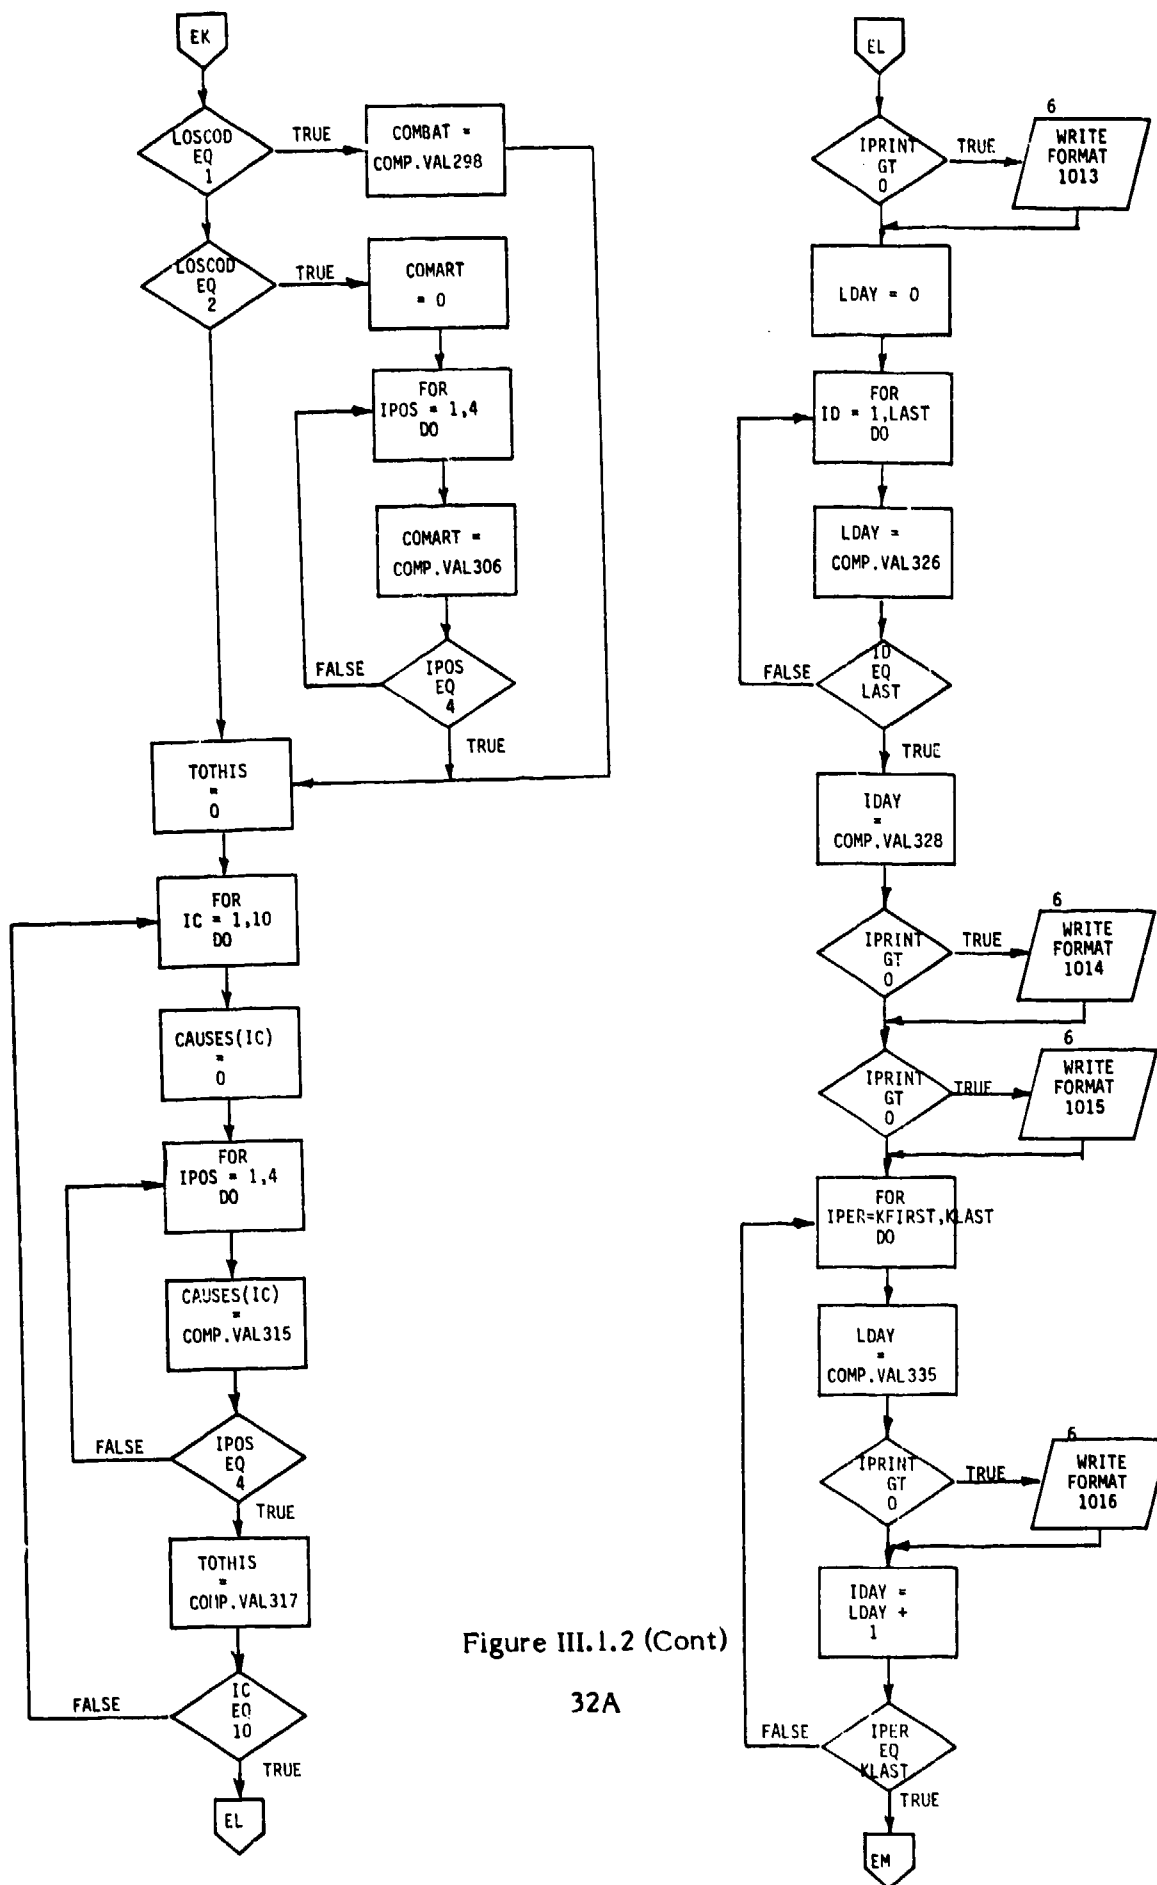 EK
LOSCOD
EQ
1
TRUE
COMBAT =
COMP.VAL298
LOSCOD
EQ
2
TRUE
COMART
= 0
FOR
IPOS = 1,4
DO
COMART =
COMP.VAL306
FALSE
IPOS
EQ
4
TRUE
TOTHIS
=
0
FOR
IC = 1,10
DO
CAUSES(IC)
=
0
FOR
IPOS = 1,4
DO
CAUSES(IC)
=
COMP.VAL315
FALSE
IPOS
EQ
4
TRUE
TOTHIS
=
COMP.VAL317
FALSE
IC
EQ
10
TRUE
EL
EL
IPRINT
GT
0
TRUE
6
WRITE
FORMAT
1013
LDAY = 0
FOR
ID = 1,LAST
DO
LDAY =
COMP.VAL326
FALSE
ID
EQ
LAST
TRUE
IDAY
=
COMP.VAL328
IPRINT
GT
0
TRUE
6
WRITE
FORMAT
1014
IPRINT
GT
0
TRUE
6
WRITE
FORMAT
1015
FOR
IPER=KFIRST,KLAST
DO
LDAY
=
COMP.VAL335
IPRINT
GT
0
TRUE
6
WRITE
FORMAT
1016
IDAY =
LDAY +
1
FALSE
IPER
EQ
KLAST
TRUE
EM
Figure III.1.2 (Cont)
32A